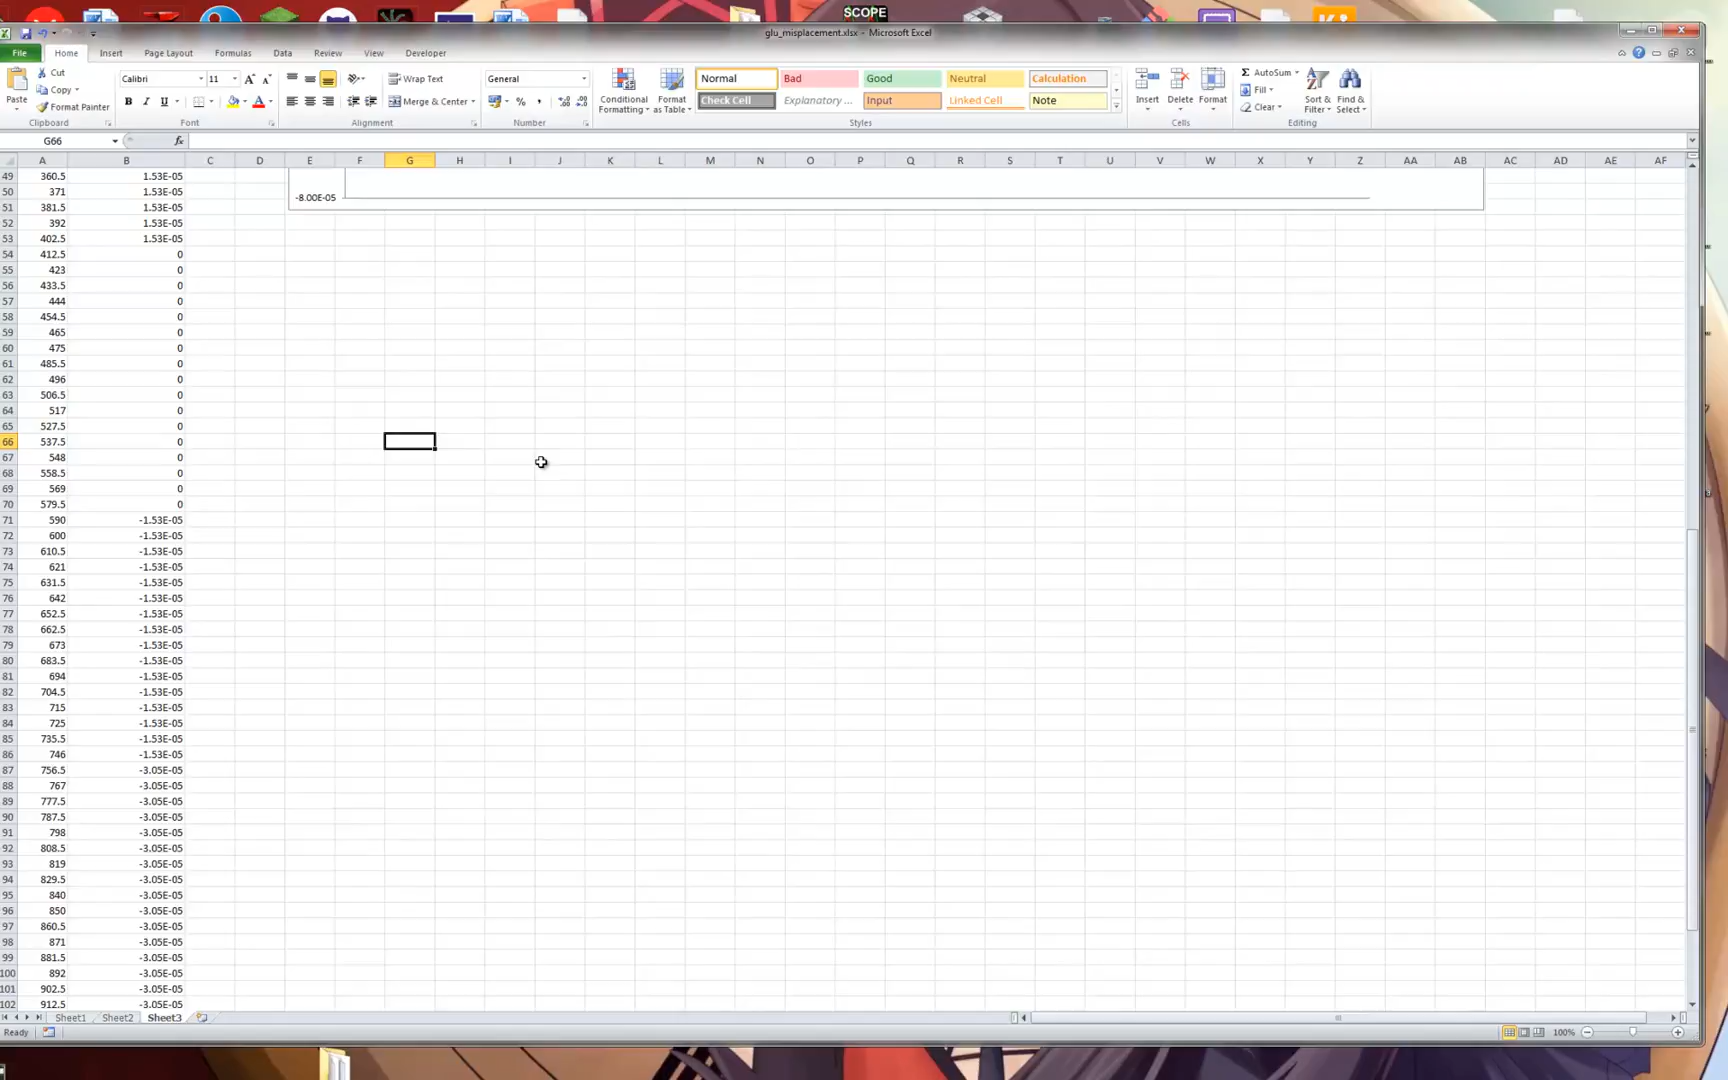 SCOPE
glu_misplacement.xlsx - Microsoft Excel
File Home Insert Page Layout Formulas Data Review View Developer
Cut Calibri 11 Wrap Text General Normal Bad Good Neutral Calculation AutoSum
Copy Merge & Center Check Cell Explanatory ... Input Linked Cell Note Fill
Paste Format Painter Conditional Formatting Format as Table Insert Delete Format Clear Sort & Filter Find & Select
Clipboard Font Alignment Number Styles Cells Editing
G66 fx
A B C D E F G H I J K L M N O P Q R S T U V W X Y Z AA AB AC AD AE AF
49 360.5 1.53E-05
50 371 1.53E-05 -8.00E-05
51 381.5 1.53E-05
52 392 1.53E-05
53 402.5 1.53E-05
54 412.5 0
55 423 0
56 433.5 0
57 444 0
58 454.5 0
59 465 0
60 475 0
61 485.5 0
62 496 0
63 506.5 0
64 517 0
65 527.5 0
66 537.5 0
67 548 0
68 558.5 0
69 569 0
70 579.5 0
71 590 -1.53E-05
72 600 -1.53E-05
73 610.5 -1.53E-05
74 621 -1.53E-05
75 631.5 -1.53E-05
76 642 -1.53E-05
77 652.5 -1.53E-05
78 662.5 -1.53E-05
79 673 -1.53E-05
80 683.5 -1.53E-05
81 694 -1.53E-05
82 704.5 -1.53E-05
83 715 -1.53E-05
84 725 -1.53E-05
85 735.5 -1.53E-05
86 746 -1.53E-05
87 756.5 -3.05E-05
88 767 -3.05E-05
89 777.5 -3.05E-05
90 787.5 -3.05E-05
91 798 -3.05E-05
92 808.5 -3.05E-05
93 819 -3.05E-05
94 829.5 -3.05E-05
95 840 -3.05E-05
96 850 -3.05E-05
97 860.5 -3.05E-05
98 871 -3.05E-05
99 881.5 -3.05E-05
100 892 -3.05E-05
101 902.5 -3.05E-05
102 912.5 -3.05E-05
Sheet1 Sheet2 Sheet3
Ready 100%